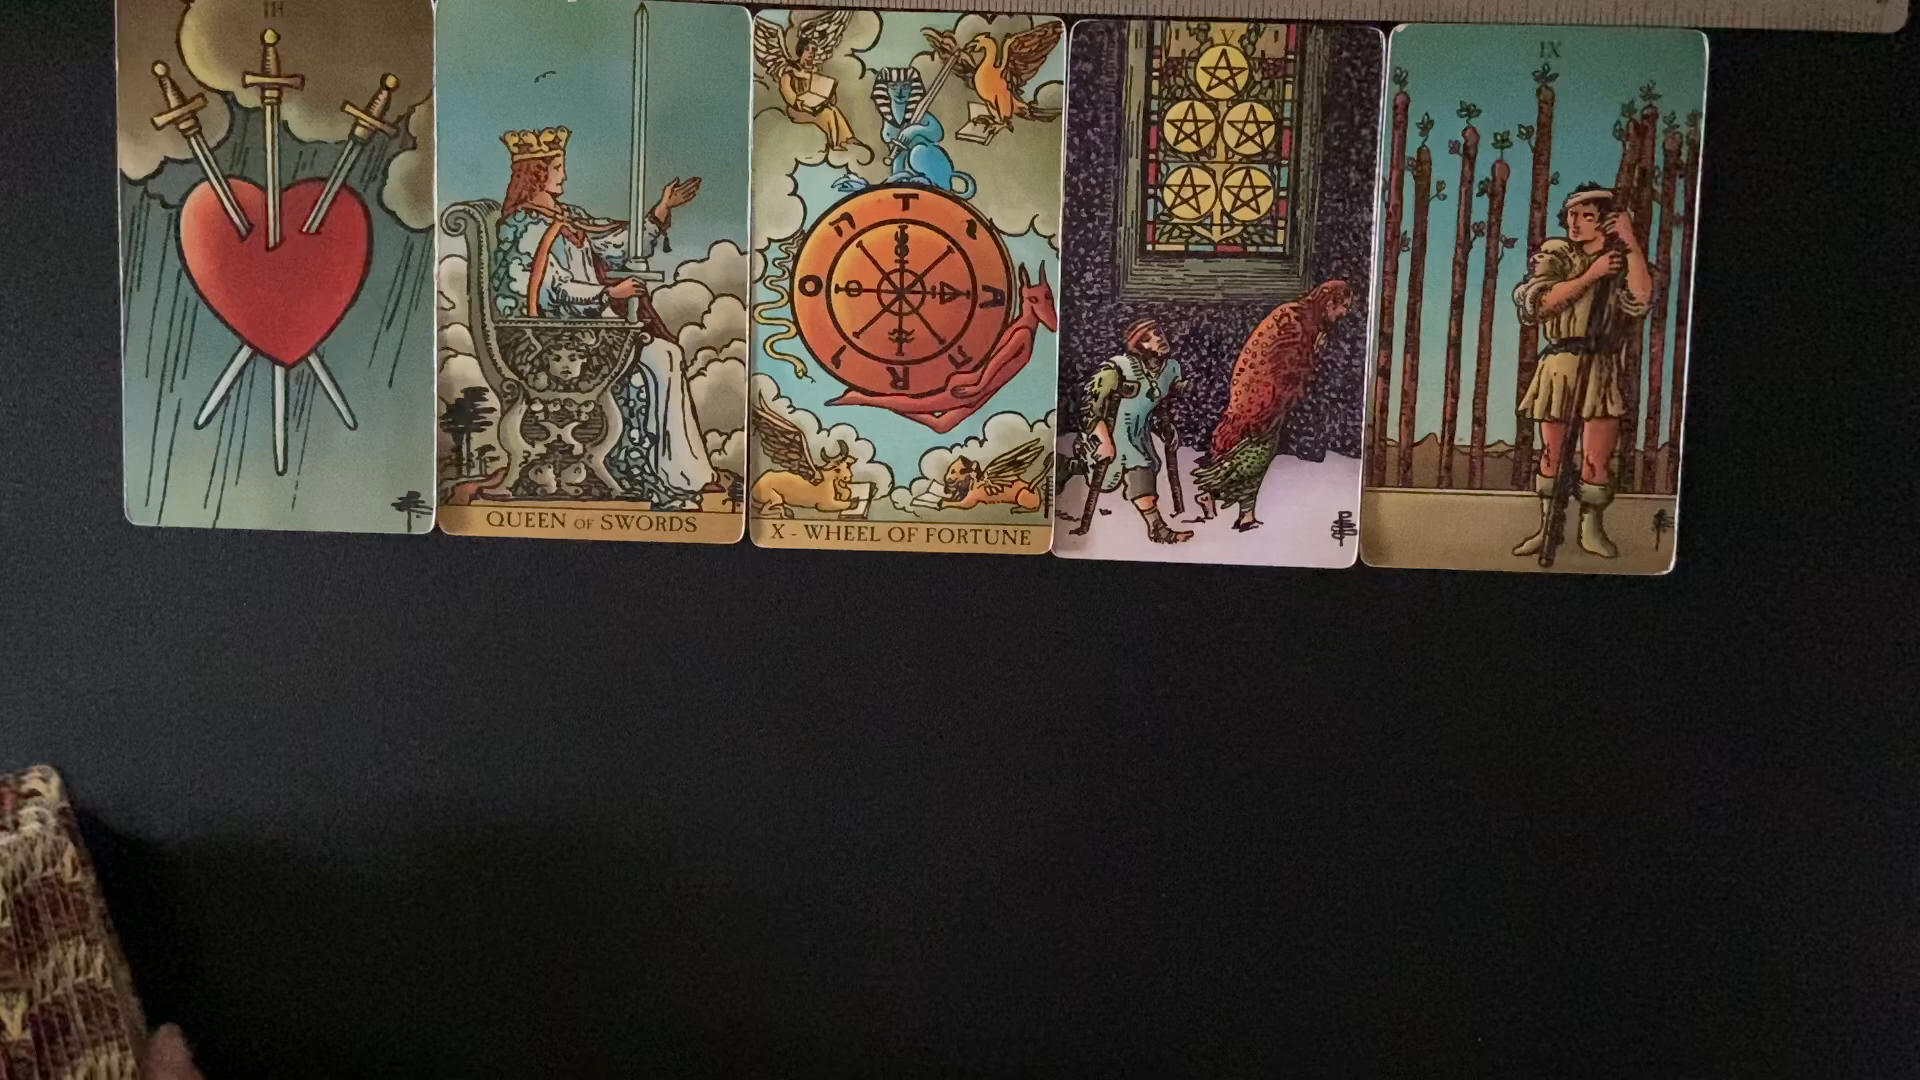 III
QUEEN OF SWORDS
T
A
R
O
ה
ו
ה
י
X - WHEEL OF FORTUNE
V
IX